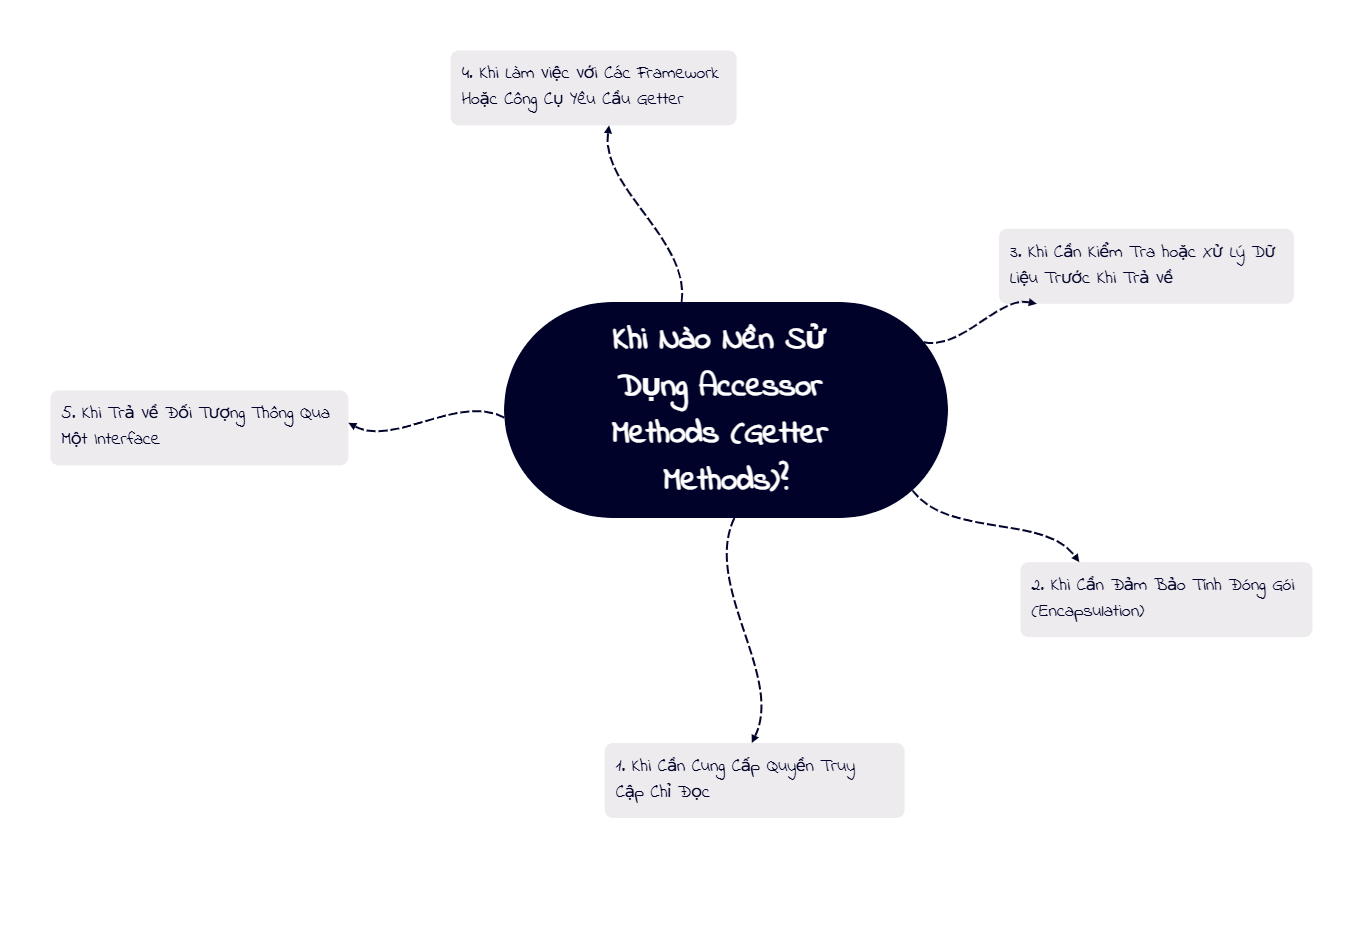 4. Khi Làm việc với Các Framework
Hoặc Công Cụ Yêu Cầu Getter
3. Khi Cần Kiểm Tra hoặc Xử Lý Dữ
Liệu Trước Khi Trả về
Khi Nào Nên Sử
Dụng Accessor
Methods (Getter
Methods)?
5. Khi Trả về Đối Tượng Thông Qua
Một Interface
2. Khi Cần Đảm Bảo Tính Đóng Gói
(Encapsulation)
1. Khi Cần Cung Cấp Quyền Truy
Cập Chỉ Đọc